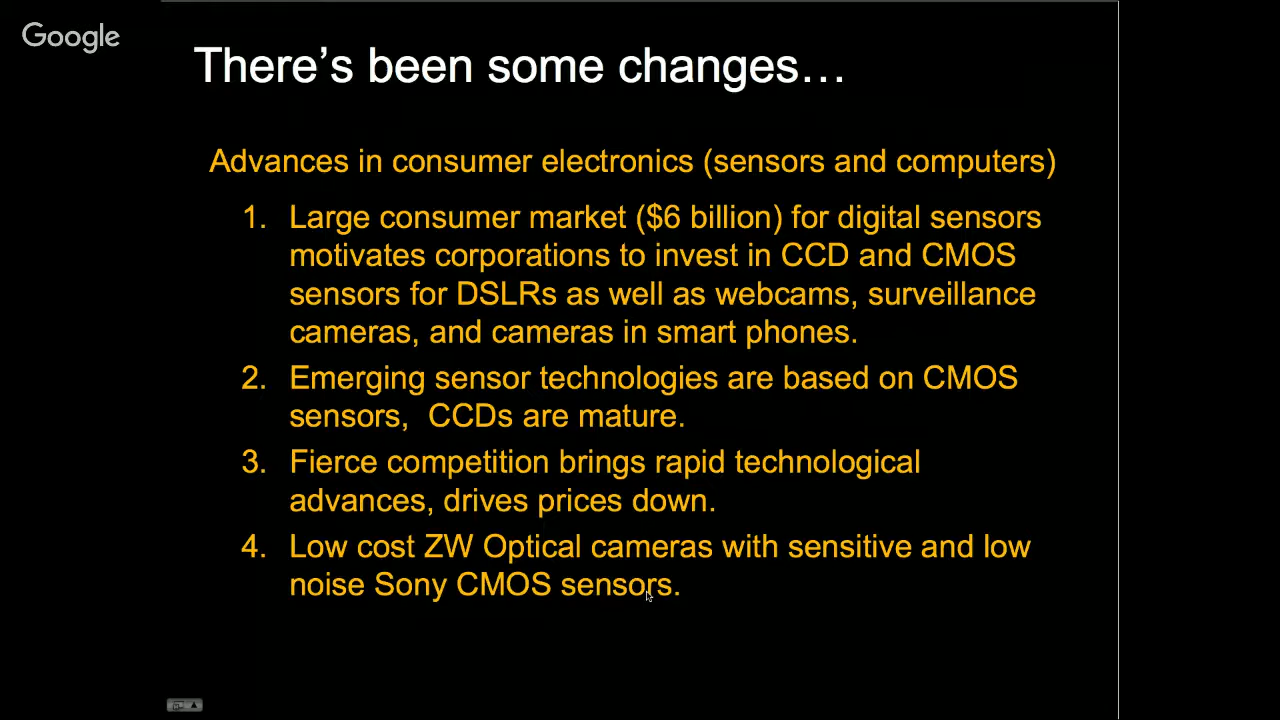 Google
There’s been some changes…
Advances in consumer electronics (sensors and computers)
1. Large consumer market ($6 billion) for digital sensors
motivates corporations to invest in CCD and CMOS
sensors for DSLRs as well as webcams, surveillance
cameras, and cameras in smart phones.
2. Emerging sensor technologies are based on CMOS
sensors,  CCDs are mature.
3. Fierce competition brings rapid technological
advances, drives prices down.
4. Low cost ZW Optical cameras with sensitive and low
noise Sony CMOS sensors.